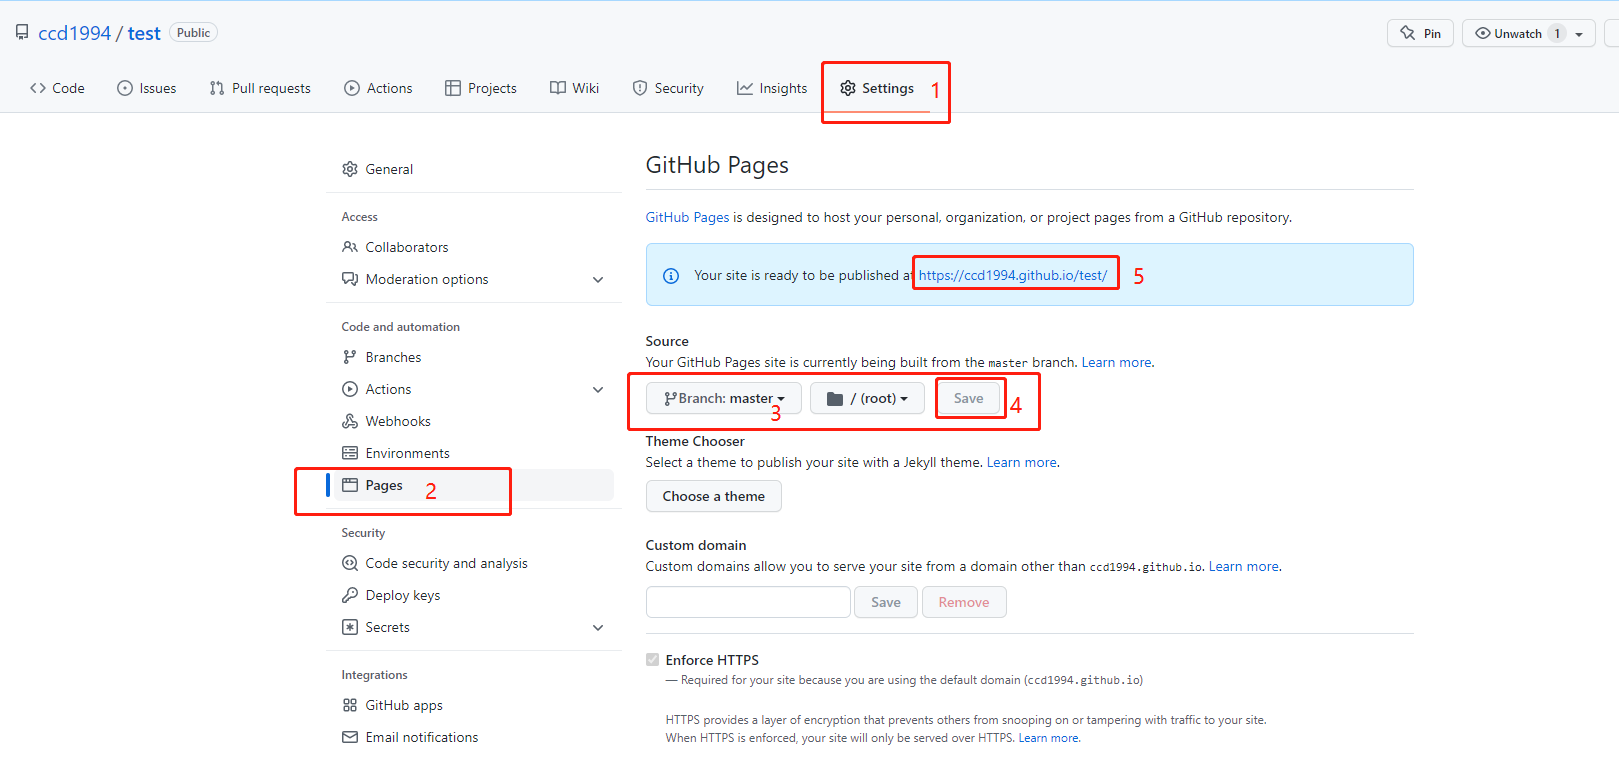 ccd1994 / test Public Pin Unwatch 1
Code Issues Pull requests Actions Projects Wiki Security Insights Settings 1
General
Access
Collaborators
Moderation options
Code and automation
Branches
Actions
Webhooks
Environments
Pages 2
Security
Code security and analysis
Deploy keys
Secrets
Integrations
GitHub apps
Email notifications
GitHub Pages
GitHub Pages is designed to host your personal, organization, or project pages from a GitHub repository.
Your site is ready to be published at https://ccd1994.github.io/test/ 5
Source
Your GitHub Pages site is currently being built from the master branch. Learn more.
Branch: master 3 / (root) Save 4
Theme Chooser
Select a theme to publish your site with a Jekyll theme. Learn more.
Choose a theme
Custom domain
Custom domains allow you to serve your site from a domain other than ccd1994.github.io. Learn more.
Save Remove
Enforce HTTPS
— Required for your site because you are using the default domain (ccd1994.github.io)
HTTPS provides a layer of encryption that prevents others from snooping on or tampering with traffic to your site.
When HTTPS is enforced, your site will only be served over HTTPS. Learn more.